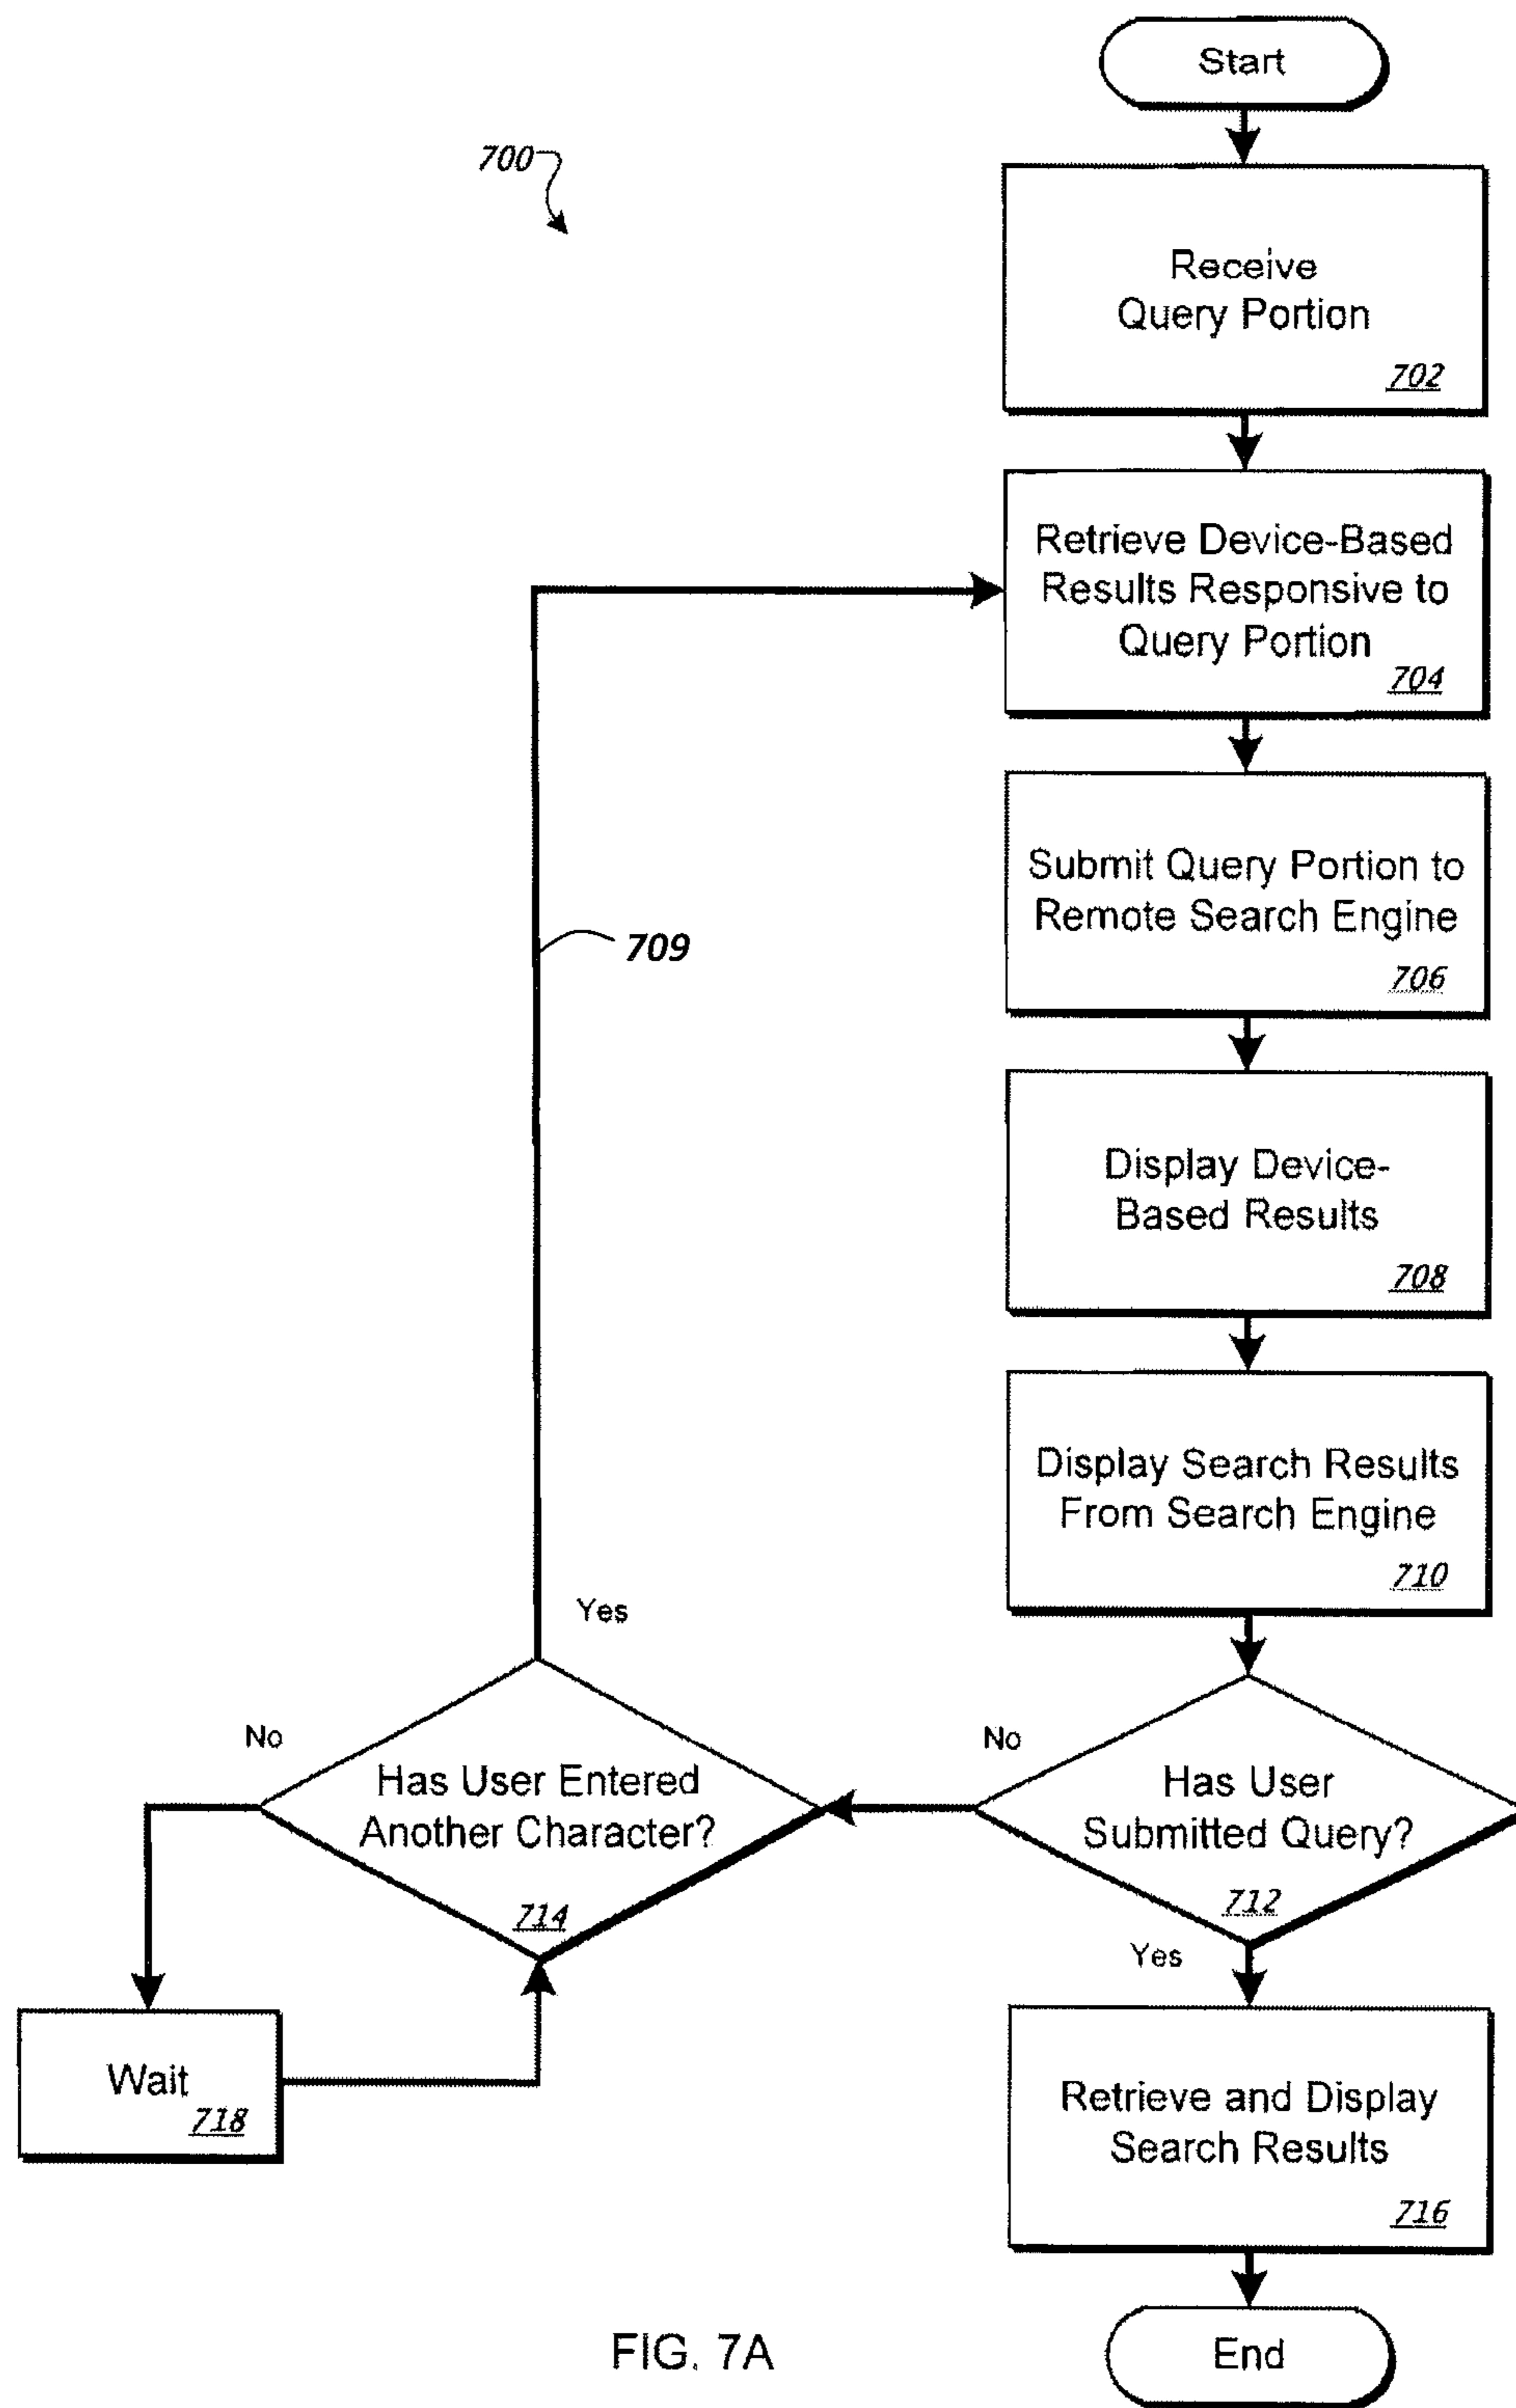 Start
700
Receive
Query Portion
702
Retrieve Device-Based
Results Responsive to
Query Portion
704
Submit Query Portion to
Remote Search Engine
706
709
Display Device-
Based Results
708
Display Search Results
From Search Engine
710
Yes
No
Has User Entered
Another Character?
714
No
Has User
Submitted Query?
712
Yes
Wait
718
Retrieve and Display
Search Results
716
End
FIG. 7A